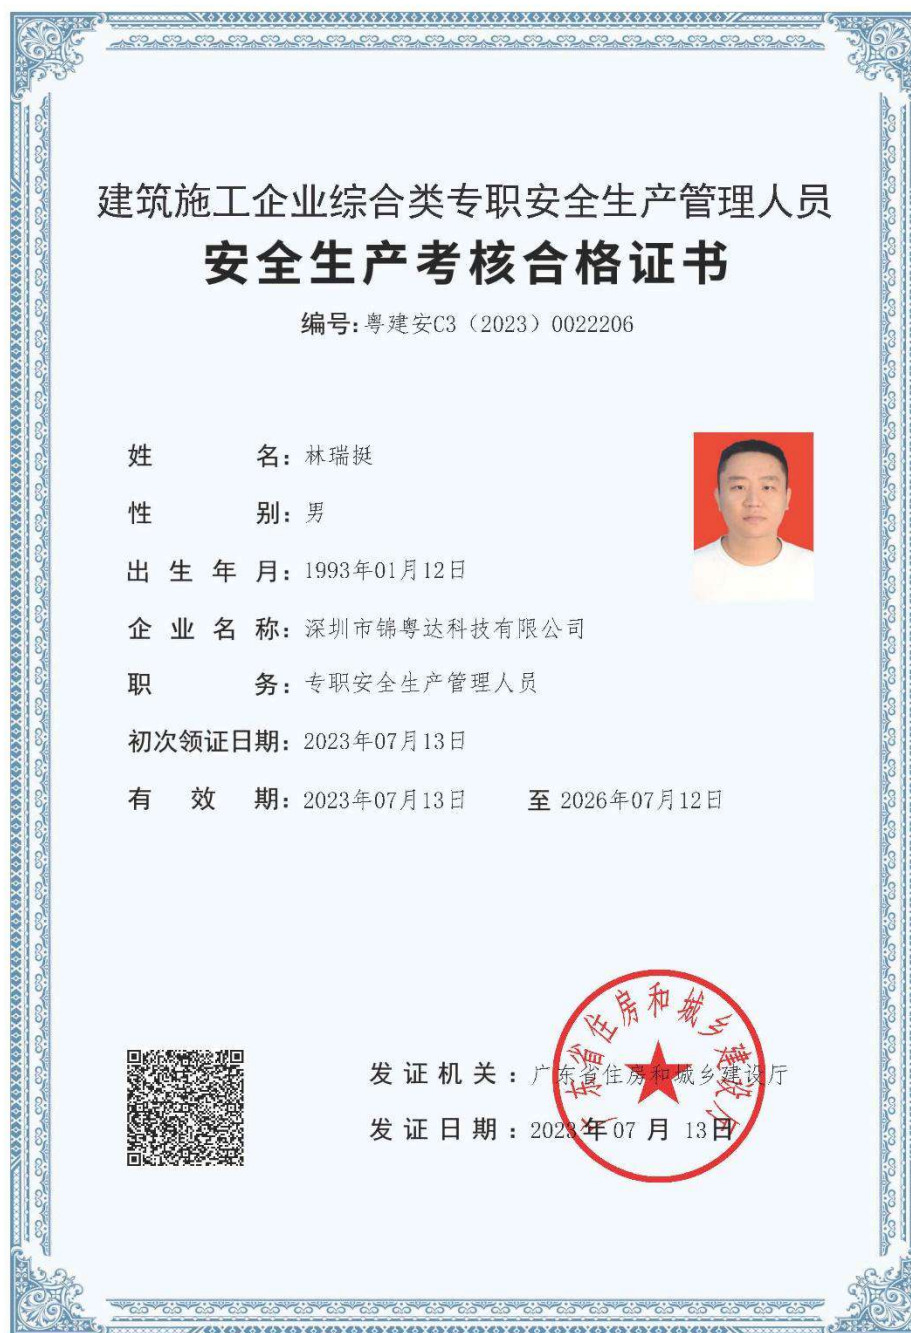 建筑施工企业综合类专职安全生产管理人员
安全生产考核合格证书
编号:粤建安C3（2023）0022206
姓名:林瑞挺
性别:男
出生年月:1993年01月12日
企业名称:深圳市锦粤达科技有限公司
职务:专职安全生产管理人员
初次领证日期:2023年07月13日
有效期:2023年07月13日 至 2026年07月12日
广东省住房和城乡建设厅
发证机关:广东省住房和城乡建设厅
发证日期:2023年07月13日